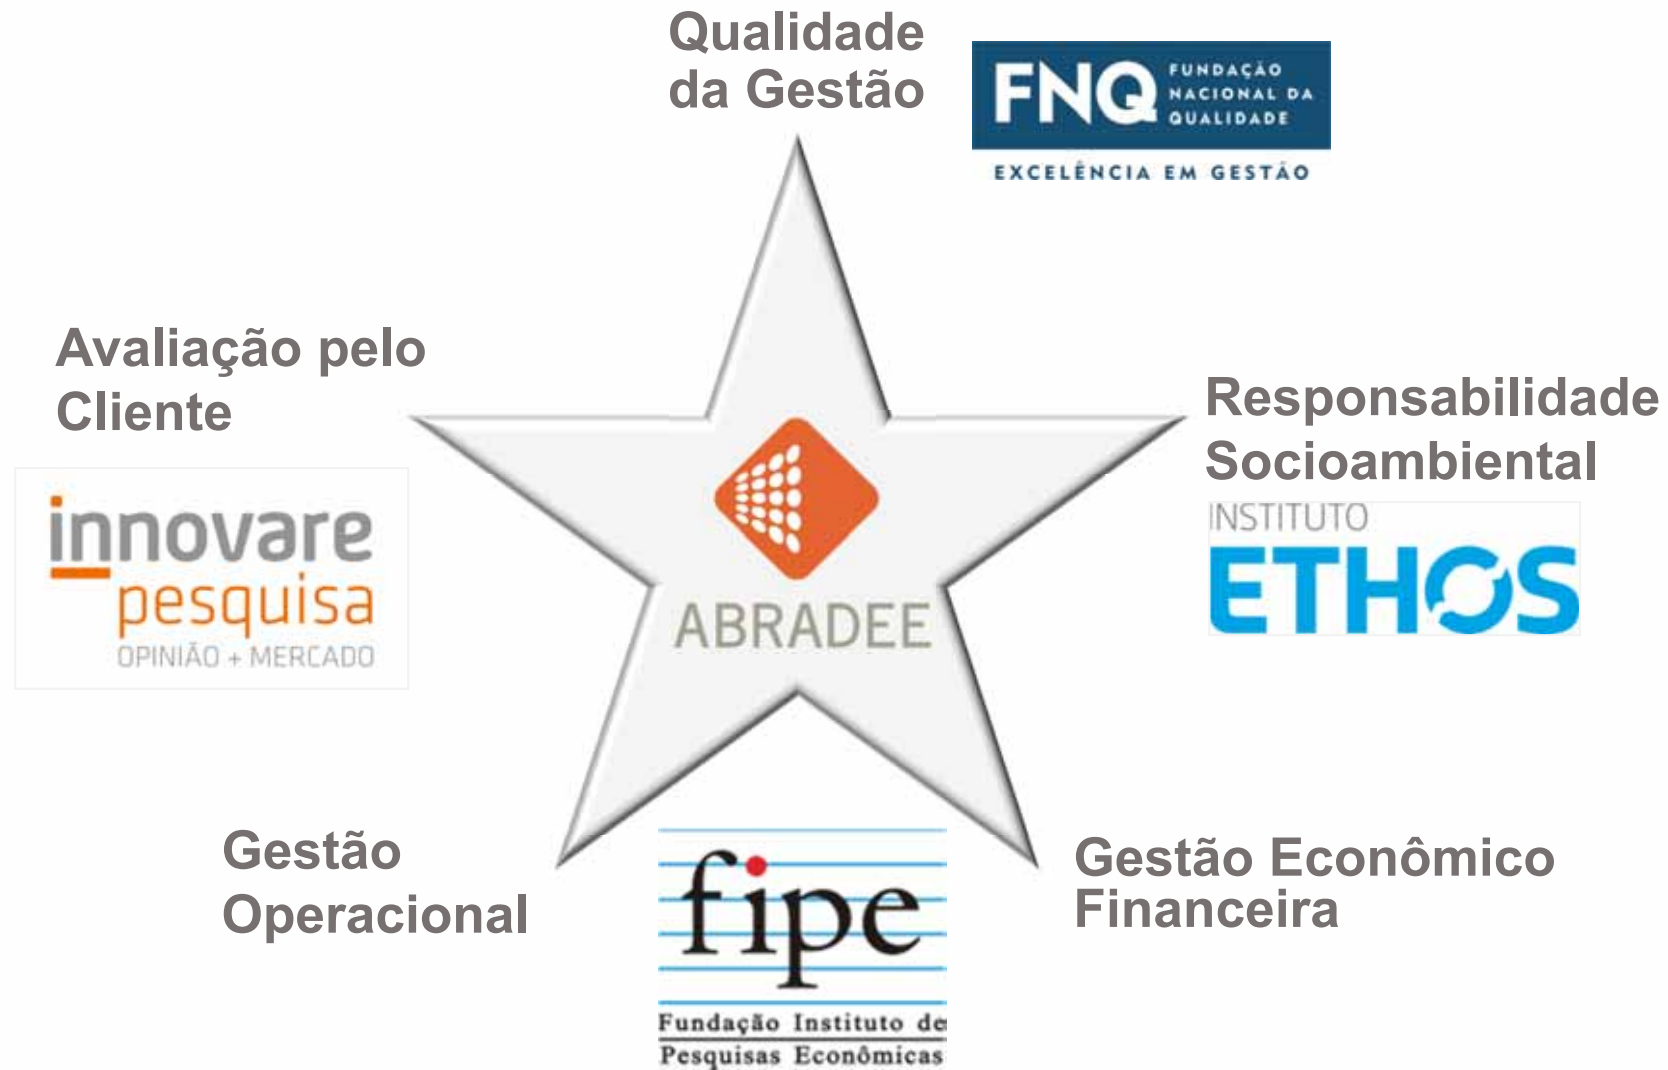 Qualidade
da Gestão
FNQ
FUNDAÇÃO
NACIONAL DA
QUALIDADE
EXCELÊNCIA EM GESTÃO
Avaliação pelo
Cliente
innovare
pesquisa
OPINIÃO + MERCADO
Responsabilidade
Socioambiental
INSTITUTO
ETHOS
ABRADEE
Gestão
Operacional
fipe
Fundação Instituto de
Pesquisas Econômicas
Gestão Econômico
Financeira